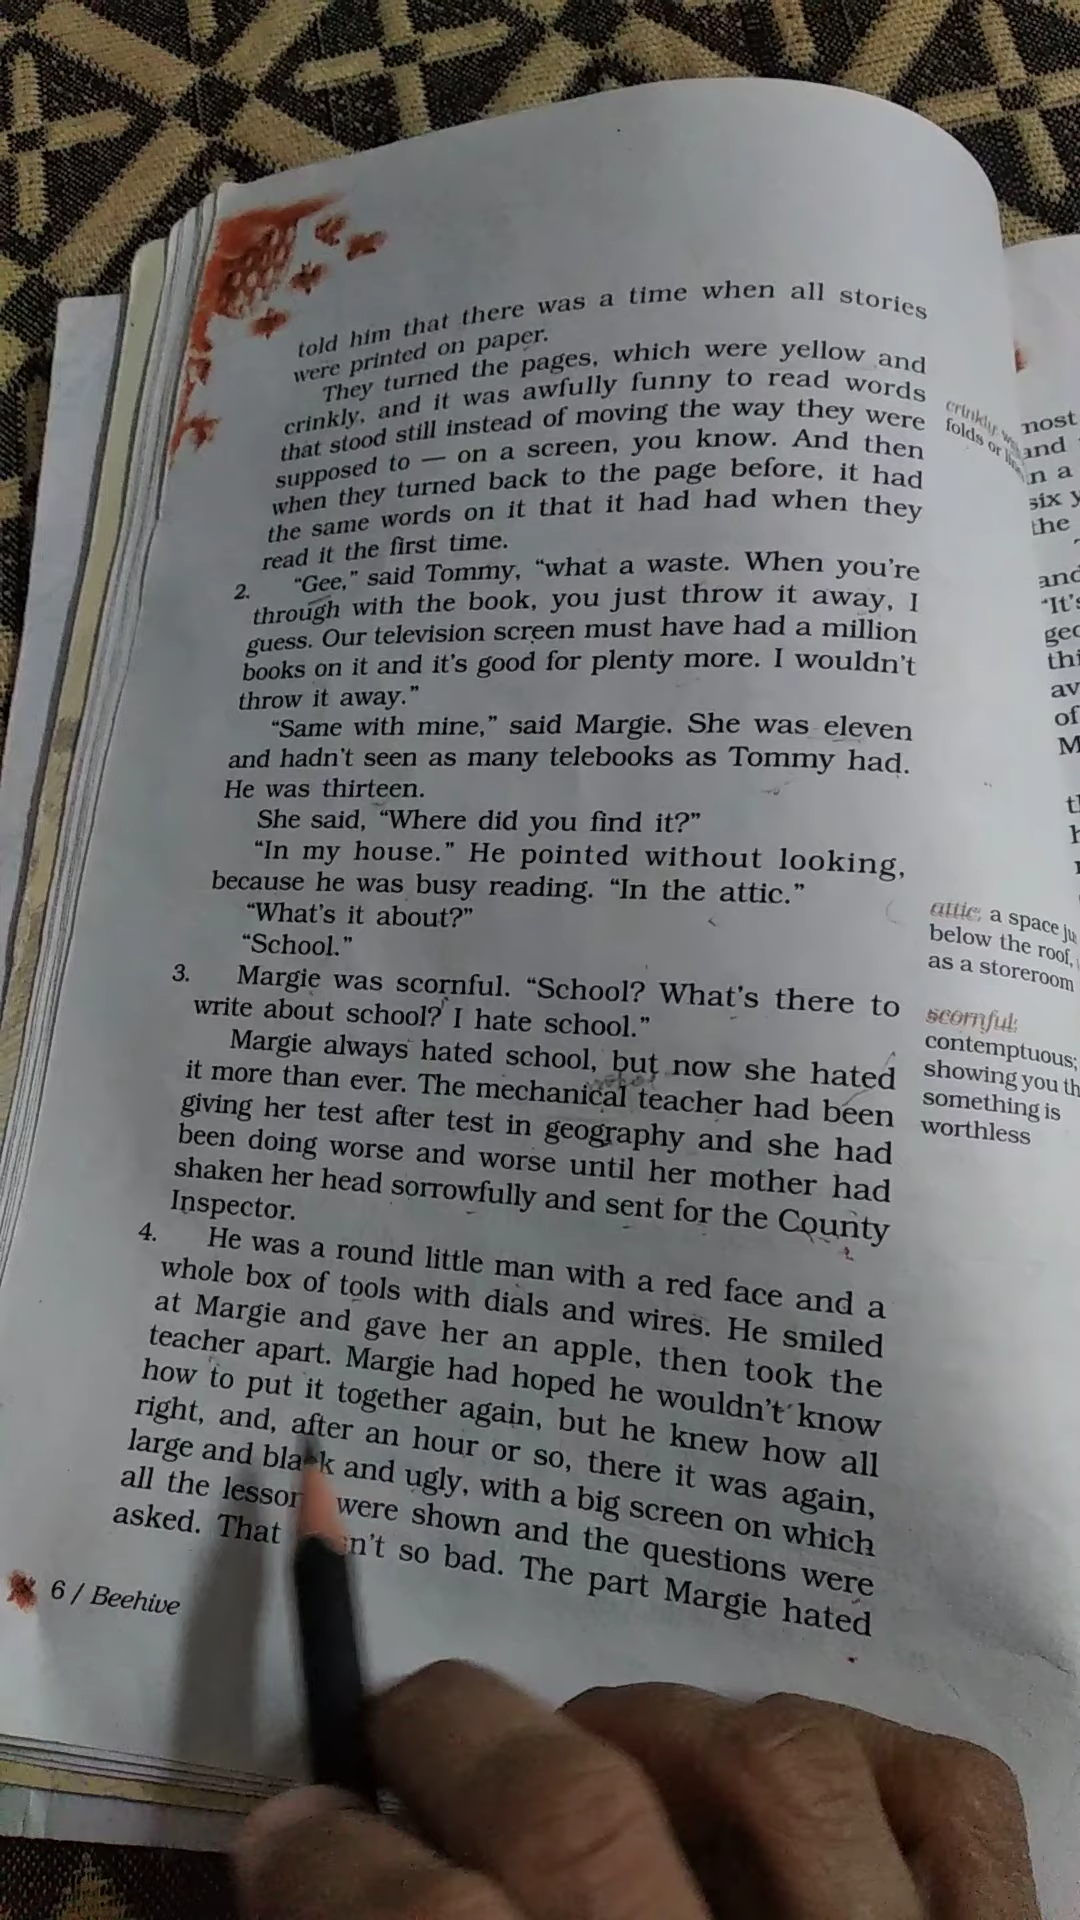 told him that there was a time when all stories
were printed on paper.
They turned the pages, which were yellow and
crinkly, and it was awfully funny to read words
that stood still instead of moving the way they were
supposed to — on a screen, you know. And then
when they turned back to the page before, it had
the same words on it that it had had when they
read it the first time.
2. “Gee,” said Tommy, “what a waste. When you're
through with the book, you just throw it away, I
guess. Our television screen must have had a million
books on it and it's good for plenty more. I wouldn't
throw it away.”
“Same with mine,” said Margie. She was eleven
and hadn't seen as many telebooks as Tommy had.
He was thirteen.
She said, “Where did you find it?”
“In my house.” He pointed without looking,
because he was busy reading. “In the attic.”
“What's it about?”
“School.”
3. Margie was scornful. “School? What's there to
write about school? I hate school.”
Margie always hated school, but now she hated
it more than ever. The mechanical teacher had been
giving her test after test in geography and she had
been doing worse and worse until her mother had
shaken her head sorrowfully and sent for the County
Inspector.
4. He was a round little man with a red face and a
whole box of tools with dials and wires. He smiled
at Margie and gave her an apple, then took the
teacher apart. Margie had hoped he wouldn't know
how to put it together again, but he knew how all
right, and, after an hour or so, there it was again,
large and black and ugly, with a big screen on which
all the were shown and the questions were
asked. That so bad. The part Margie hated
6 / Beehive
crinkly:
folds or
attic: a space
below the roof,
as a storeroom
scornful:
contemptuous;
showing you
something is
worthless
and
six
the
and
“It's
of